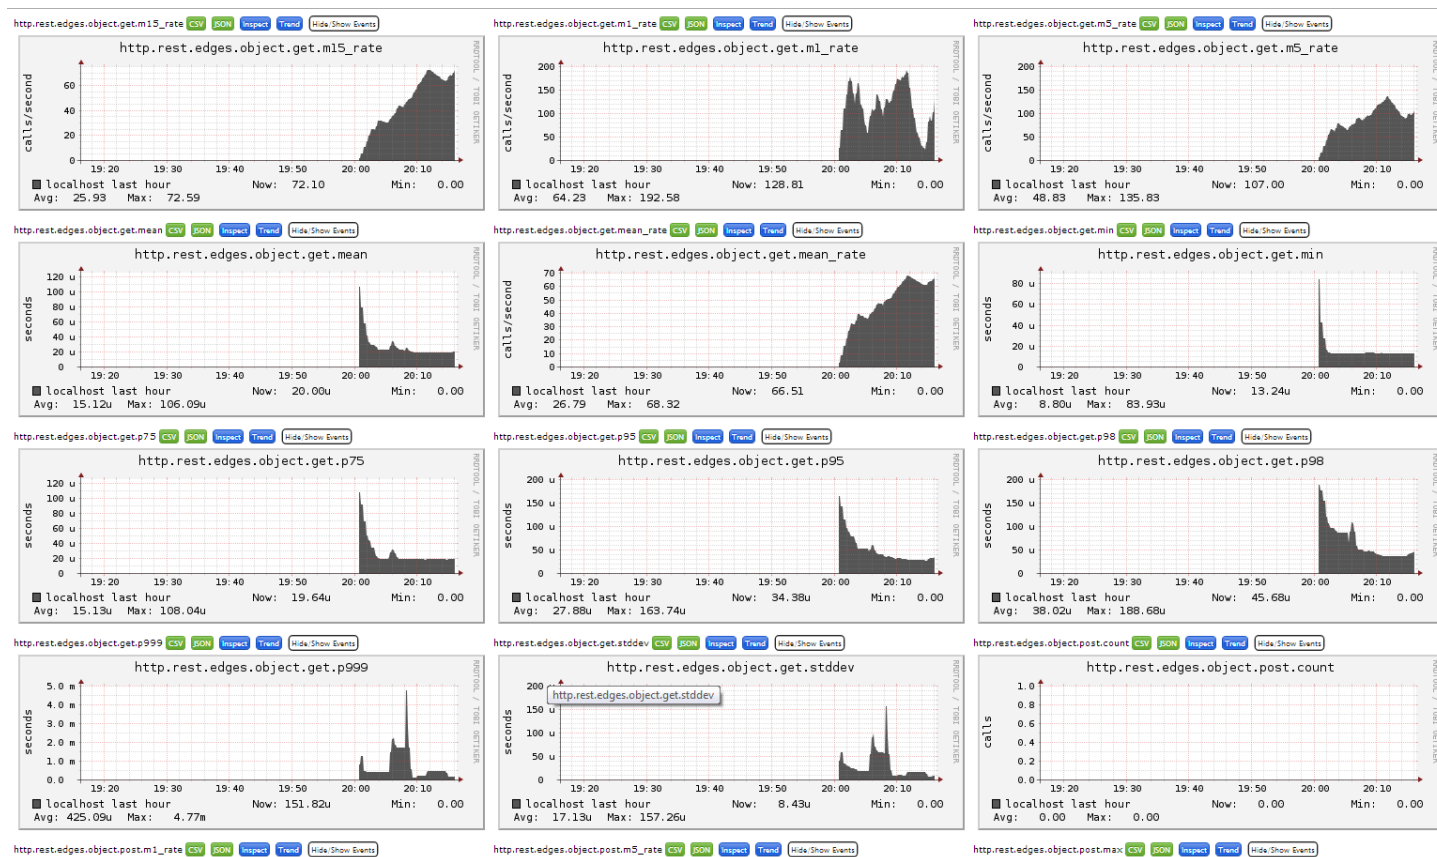 http.rest.edges.object.get.m15_rate CSV JSON Inspect Trend Hide/Show Events
http.rest.edges.object.get.m15_rate
RRDTOOL / TOBI OETIKER
calls/second
60
40
20
0
19:20 19:30 19:40 19:50 20:00 20:10
localhost last hour Now: 72.10 Min: 0.00
Avg: 25.93 Max: 72.59
http.rest.edges.object.get.m1_rate CSV JSON Inspect Trend Hide/Show Events
http.rest.edges.object.get.m1_rate
RRDTOOL / TOBI OETIKER
calls/second
200
150
100
50
0
19:20 19:30 19:40 19:50 20:00 20:10
localhost last hour Now: 128.81 Min: 0.00
Avg: 64.23 Max: 192.58
http.rest.edges.object.get.m5_rate CSV JSON Inspect Trend Hide/Show Events
http.rest.edges.object.get.m5_rate
calls/second
200
150
100
50
0
19:20 19:30 19:40 19:50 20:00 20:10
localhost last hour Now: 107.00 Min: 0.00
Avg: 48.83 Max: 135.83
http.rest.edges.object.get.mean CSV JSON Inspect Trend Hide/Show Events
http.rest.edges.object.get.mean
RRDTOOL / TOBI OETIKER
seconds
120 u
100 u
80 u
60 u
40 u
20 u
0
19:20 19:30 19:40 19:50 20:00 20:10
localhost last hour Now: 20.00u Min: 0.00
Avg: 15.12u Max: 106.09u
http.rest.edges.object.get.mean_rate CSV JSON Inspect Trend Hide/Show Events
http.rest.edges.object.get.mean_rate
RRDTOOL / TOBI OETIKER
calls/second
70
60
50
40
30
20
10
0
19:20 19:30 19:40 19:50 20:00 20:10
localhost last hour Now: 66.51 Min: 0.00
Avg: 26.79 Max: 68.32
http.rest.edges.object.get.min CSV JSON Inspect Trend Hide/Show Events
http.rest.edges.object.get.min
seconds
80 u
60 u
40 u
20 u
0
19:20 19:30 19:40 19:50 20:00 20:10
localhost last hour Now: 13.24u Min: 0.00
Avg: 8.80u Max: 83.93u
http.rest.edges.object.get.p75 CSV JSON Inspect Trend Hide/Show Events
http.rest.edges.object.get.p75
RRDTOOL / TOBI OETIKER
seconds
120 u
100 u
80 u
60 u
40 u
20 u
0
19:20 19:30 19:40 19:50 20:00 20:10
localhost last hour Now: 19.64u Min: 0.00
Avg: 15.13u Max: 108.04u
http.rest.edges.object.get.p95 CSV JSON Inspect Trend Hide/Show Events
http.rest.edges.object.get.p95
RRDTOOL / TOBI OETIKER
seconds
200 u
150 u
100 u
50 u
0
19:20 19:30 19:40 19:50 20:00 20:10
localhost last hour Now: 34.38u Min: 0.00
Avg: 27.88u Max: 163.74u
http.rest.edges.object.get.p98 CSV JSON Inspect Trend Hide/Show Events
http.rest.edges.object.get.p98
seconds
200 u
150 u
100 u
50 u
0
19:20 19:30 19:40 19:50 20:00 20:10
localhost last hour Now: 45.68u Min: 0.00
Avg: 38.02u Max: 188.68u
http.rest.edges.object.get.p999 CSV JSON Inspect Trend Hide/Show Events
http.rest.edges.object.get.p999
RRDTOOL / TOBI OETIKER
seconds
5.0 m
4.0 m
3.0 m
2.0 m
1.0 m
0.0
19:20 19:30 19:40 19:50 20:00 20:10
localhost last hour Now: 151.82u Min: 0.00
Avg: 425.09u Max: 4.77m
http.rest.edges.object.get.stddev CSV JSON Inspect Trend Hide/Show Events
http.rest.edges.object.get.stddev
RRDTOOL / TOBI OETIKER
http.rest.edges.object.get.stddev
seconds
200
u
100 u
50 u
0
19:20 19:30 19:40 19:50 20:00 20:10
localhost last hour Now: 8.43u Min: 0.00
Avg: 17.13u Max: 157.26u
http.rest.edges.object.post.count CSV JSON Inspect Trend Hide/Show Events
http.rest.edges.object.post.count
calls
1.0
0.8
0.6
0.4
0.2
0.0
19:20 19:30 19:40 19:50 20:00 20:10
localhost last hour Now: 0.00 Min: 0.00
Avg: 0.00 Max: 0.00
http.rest.edges.object.post.m1_rate CSV JSON Inspect Trend Hide/Show Events
http.rest.edges.object.post.m5_rate CSV JSON Inspect Trend Hide/Show Events
http.rest.edges.object.post.max CSV JSON Inspect Trend Hide/Show Events